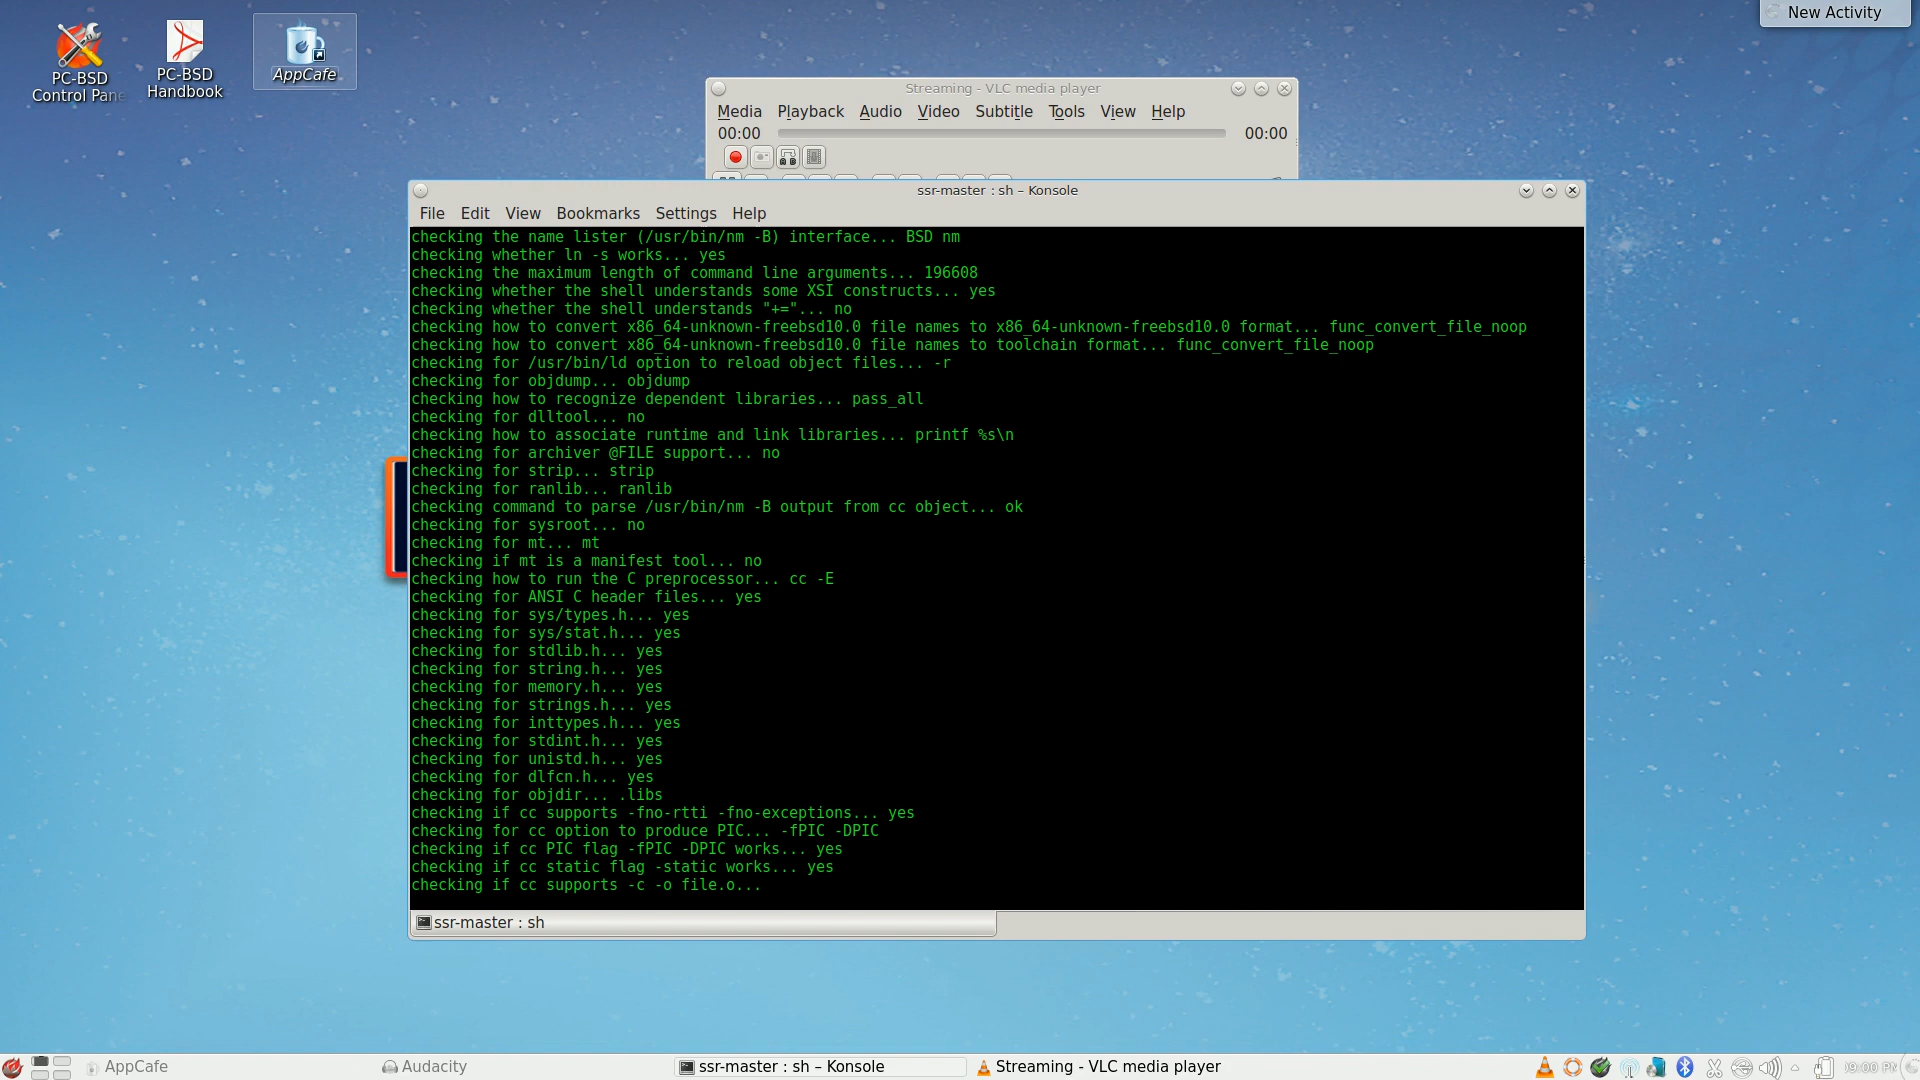 New Activity
PC-BSD
Control Pane
PC-BSD
Handbook
AppCafe
Streaming - VLC media player
Media Playback Audio Video Subtitle Tools View Help
00:00 00:00
ssr-master : sh – Konsole
File Edit View Bookmarks Settings Help
checking the name lister (/usr/bin/nm -B) interface... BSD nm
checking whether ln -s works... yes
checking the maximum length of command line arguments... 196608
checking whether the shell understands some XSI constructs... yes
checking whether the shell understands "+="... no
checking how to convert x86_64-unknown-freebsd10.0 file names to x86_64-unknown-freebsd10.0 format... func_convert_file_noop
checking how to convert x86_64-unknown-freebsd10.0 file names to toolchain format... func_convert_file_noop
checking for /usr/bin/ld option to reload object files... -r
checking for objdump... objdump
checking how to recognize dependent libraries... pass_all
checking for dlltool... no
checking how to associate runtime and link libraries... printf %s\n
checking for archiver @FILE support... no
checking for strip... strip
checking for ranlib... ranlib
checking command to parse /usr/bin/nm -B output from cc object... ok
checking for sysroot... no
checking for mt... mt
checking if mt is a manifest tool... no
checking how to run the C preprocessor... cc -E
checking for ANSI C header files... yes
checking for sys/types.h... yes
checking for sys/stat.h... yes
checking for stdlib.h... yes
checking for string.h... yes
checking for memory.h... yes
checking for strings.h... yes
checking for inttypes.h... yes
checking for stdint.h... yes
checking for unistd.h... yes
checking for dlfcn.h... yes
checking for objdir... .libs
checking if cc supports -fno-rtti -fno-exceptions... yes
checking for cc option to produce PIC... -fPIC -DPIC
checking if cc PIC flag -fPIC -DPIC works... yes
checking if cc static flag -static works... yes
checking if cc supports -c -o file.o...
ssr-master : sh
AppCafe Audacity ssr-master : sh – Konsole Streaming - VLC media player 09:00 PM